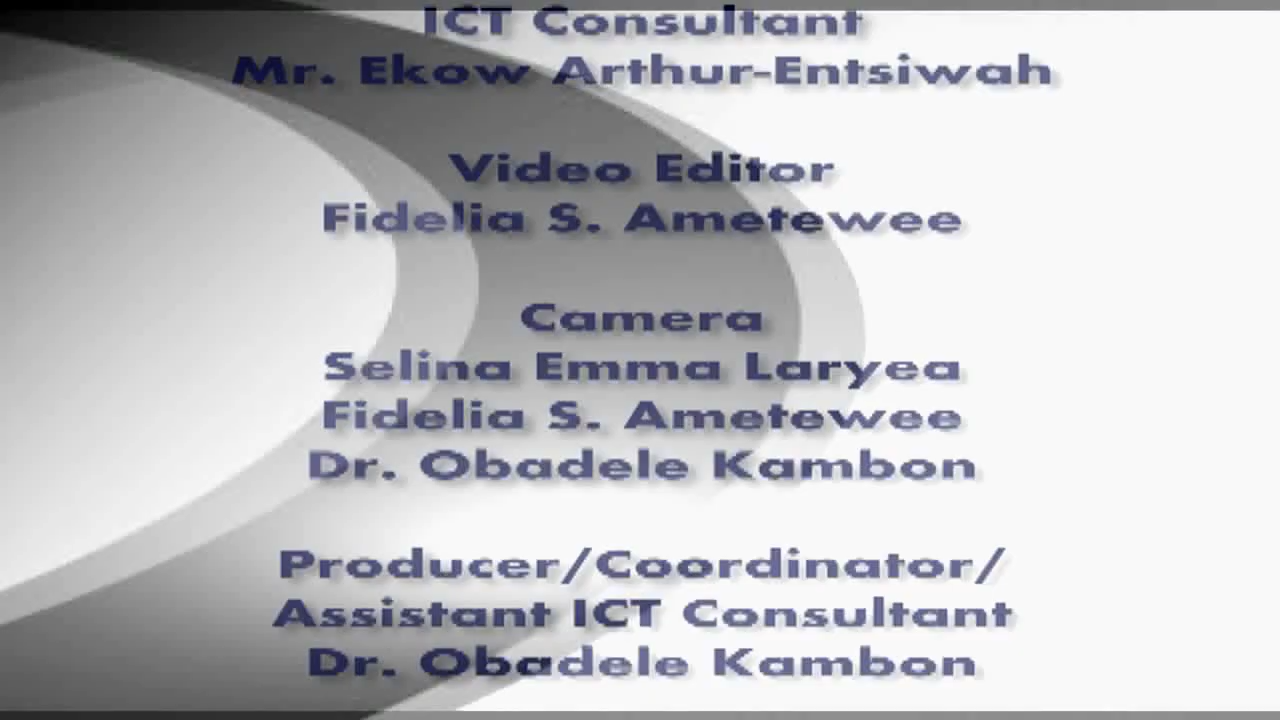 ICT Consultant
Mr. Ekow Arthur-Entsiwah
Video Editor
Fidelia S. Ametewee
Camera
Selina Emma Laryea
Fidelia S. Ametewee
Dr. Obadele Kambon
Producer/Coordinator/
Assistant ICT Consultant
Dr. Obadele Kambon